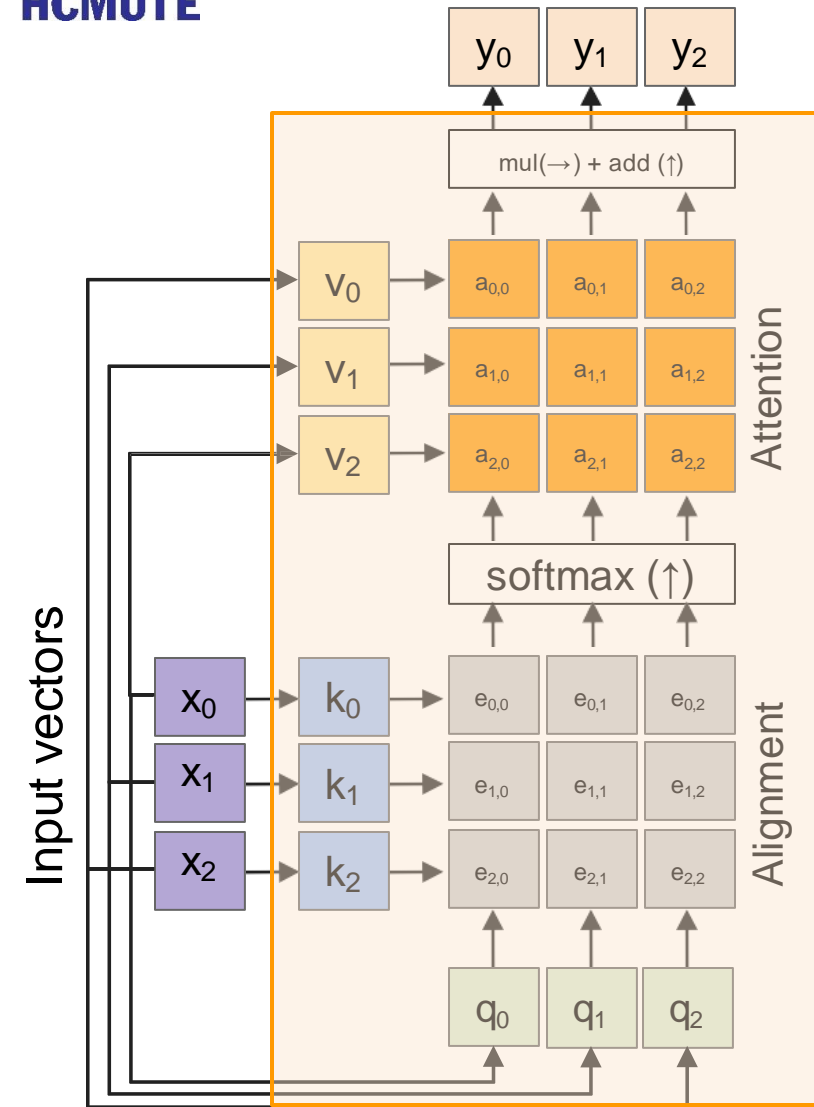 HCMUTE
y0 y1 y2
mul(→) + add (↑)
v0 a0,0 a0,1 a0,2
v1 a1,0 a1,1 a1,2
v2 a2,0 a2,1 a2,2
Attention
softmax (↑)
Input vectors
x0 k0 e0,0 e0,1 e0,2
x1 k1 e1,0 e1,1 e1,2
x2 k2 e2,0 e2,1 e2,2
Alignment
q0 q1 q2